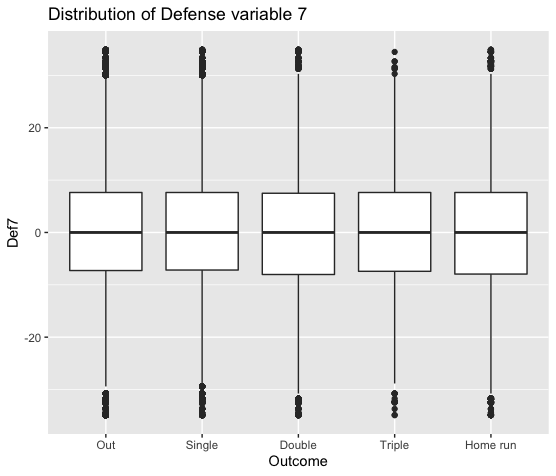 Distribution of Defense variable 7
Def7
20
0
-20
Out Single Double Triple Home run
Outcome